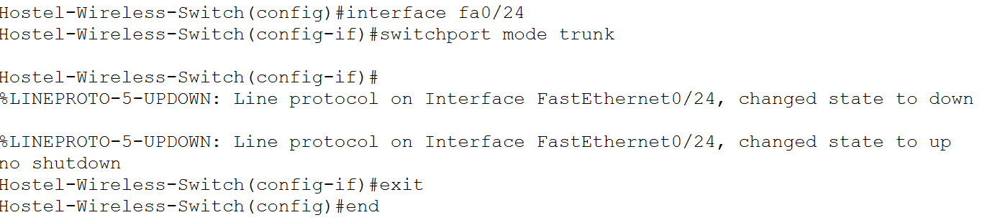 Hostel-Wireless-Switch(config)#interface fa0/24
Hostel-Wireless-Switch(config-if)#switchport mode trunk
Hostel-Wireless-Switch(config-if)#
%LINEPROTO-5-UPDOWN: Line protocol on Interface FastEthernet0/24, changed state to down
%LINEPROTO-5-UPDOWN: Line protocol on Interface FastEthernet0/24, changed state to up
no shutdown
Hostel-Wireless-Switch(config-if)#exit
Hostel-Wireless-Switch(config)#end